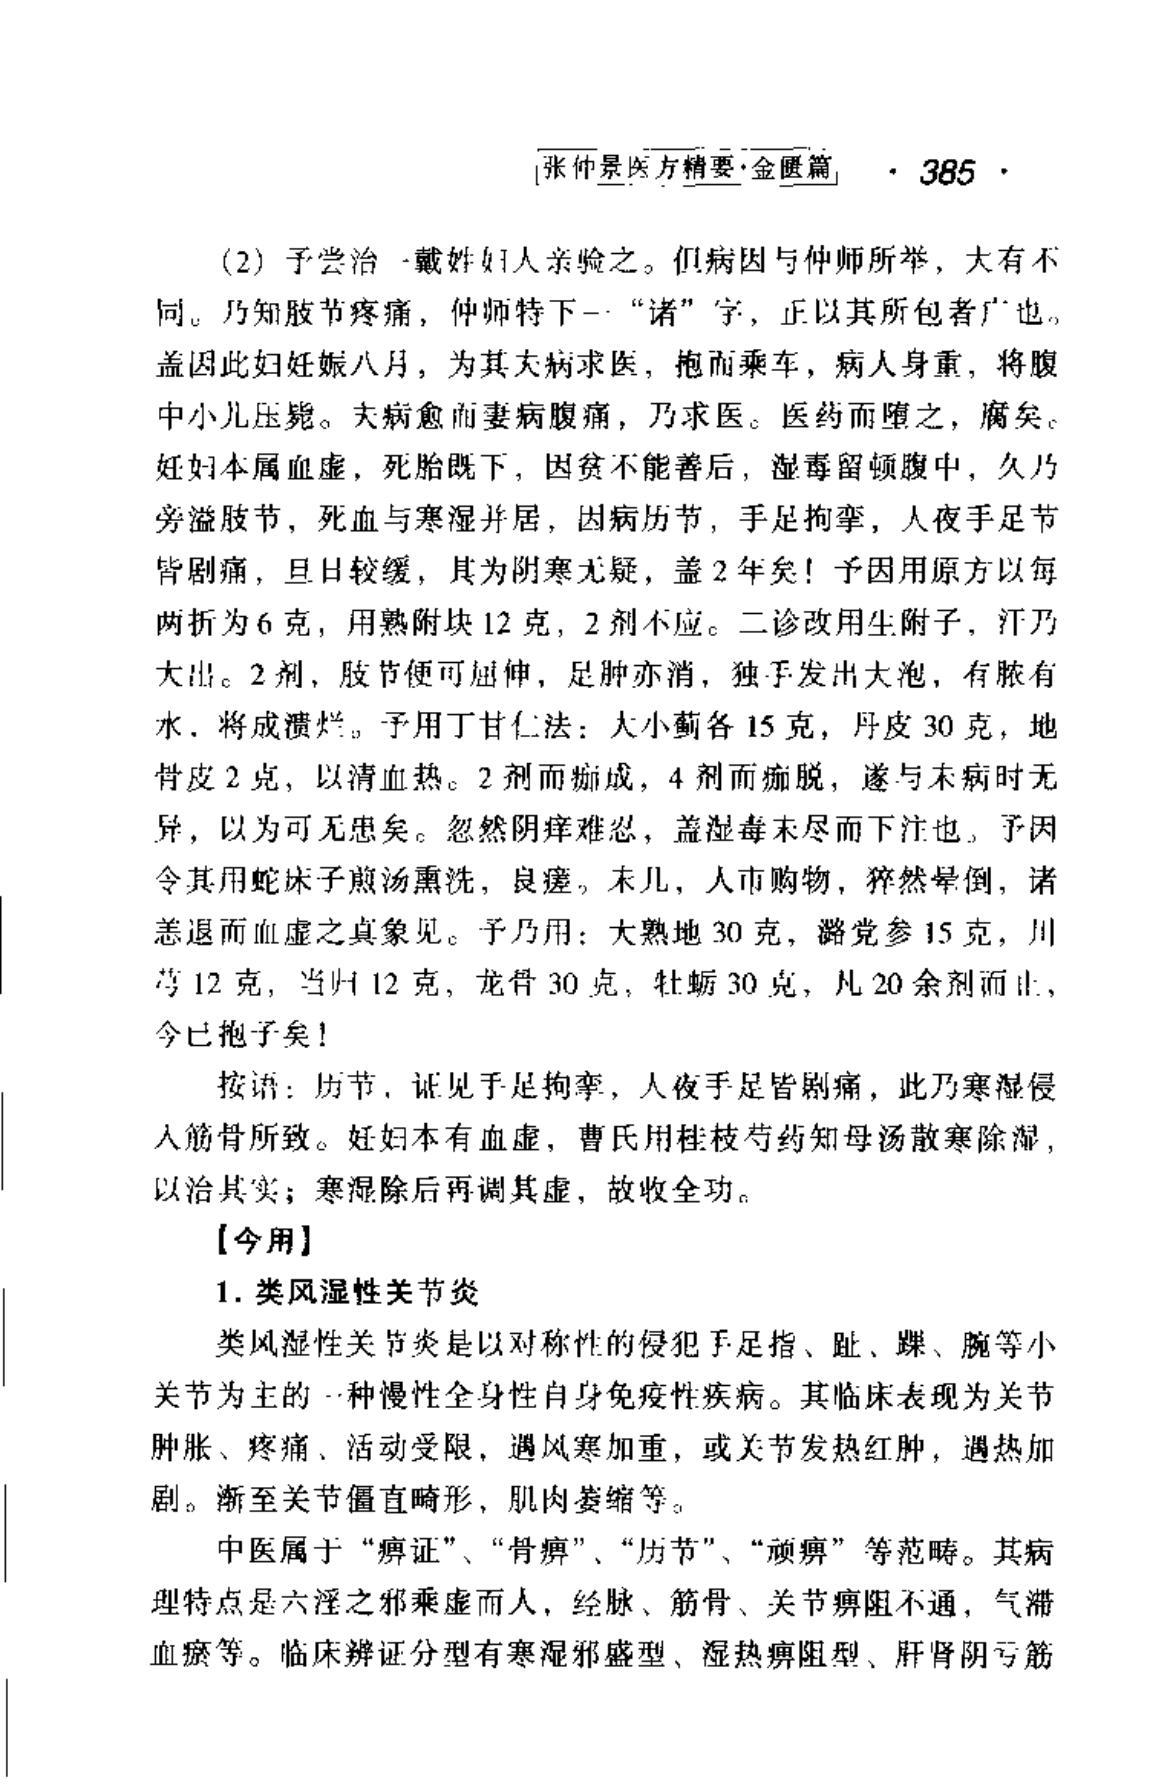 张仲景医方精要·金匮篇 · 385 ·
(2) 予尝治一戴姓妇人亲验之。但病因与仲师所举，大有不
同。乃知肢节疼痛，仲师特下一“诸”字，正以其所包者广也。
盖因此妇妊娠八月，为其夫病求医，抱而乘车，病人身重，将腹
中小儿压毙。夫病愈而妻病腹痛，乃求医。医药而堕之，腐矣。
妊妇本属血虚，死胎既下，因贫不能善后，湿毒留顿腹中，久乃
旁溢肢节，死血与寒湿并居，因病历节，手足拘挛，入夜手足节
皆剧痛，旦日较缓，其为阴寒无疑，盖 2 年矣！予因用原方以每
两折为 6 克，用熟附块 12 克，2 剂不应。二诊改用生附子，汗乃
大出。2 剂，肢节便可屈伸，足肿亦消，独手发出大泡，有脓有
水，将成溃烂。予用丁甘仁法：大小蓟各 15 克，丹皮 30 克，地
骨皮 2 克，以清血热。2 剂而痂成，4 剂而痂脱，遂与未病时无
异，以为可无患矣。忽然阴痒难忍，盖湿毒未尽而下注也。予因
令其用蛇床子煎汤熏洗，良瘥。未几，入市购物，猝然晕倒，诸
恙退而血虚之真象见。予乃用：大熟地 30 克，潞党参 15 克，川
芎 12 克，当归 12 克，龙骨 30 克，牡蛎 30 克，凡 20 余剂而止，
今已抱子矣！
按语：历节，证见手足拘挛，入夜手足皆剧痛，此乃寒湿侵
入筋骨所致。妊妇本有血虚，曹氏用桂枝芍药知母汤散寒除湿，
以治其实；寒湿除后再调其虚，故收全功。
【今用】
1. 类风湿性关节炎
类风湿性关节炎是以对称性的侵犯手足指、趾、踝、腕等小
关节为主的一种慢性全身性自身免疫性疾病。其临床表现为关节
肿胀、疼痛、活动受限，遇风寒加重，或关节发热红肿，遇热加
剧。渐至关节僵直畸形，肌肉萎缩等。
中医属于“痹证”、“骨痹”、“历节”、“顽痹”等范畴。其病
理特点是六淫之邪乘虚而入，经脉、筋骨、关节痹阻不通，气滞
血瘀等。临床辨证分型有寒湿邪盛型、湿热痹阻型、肝肾阴亏筋